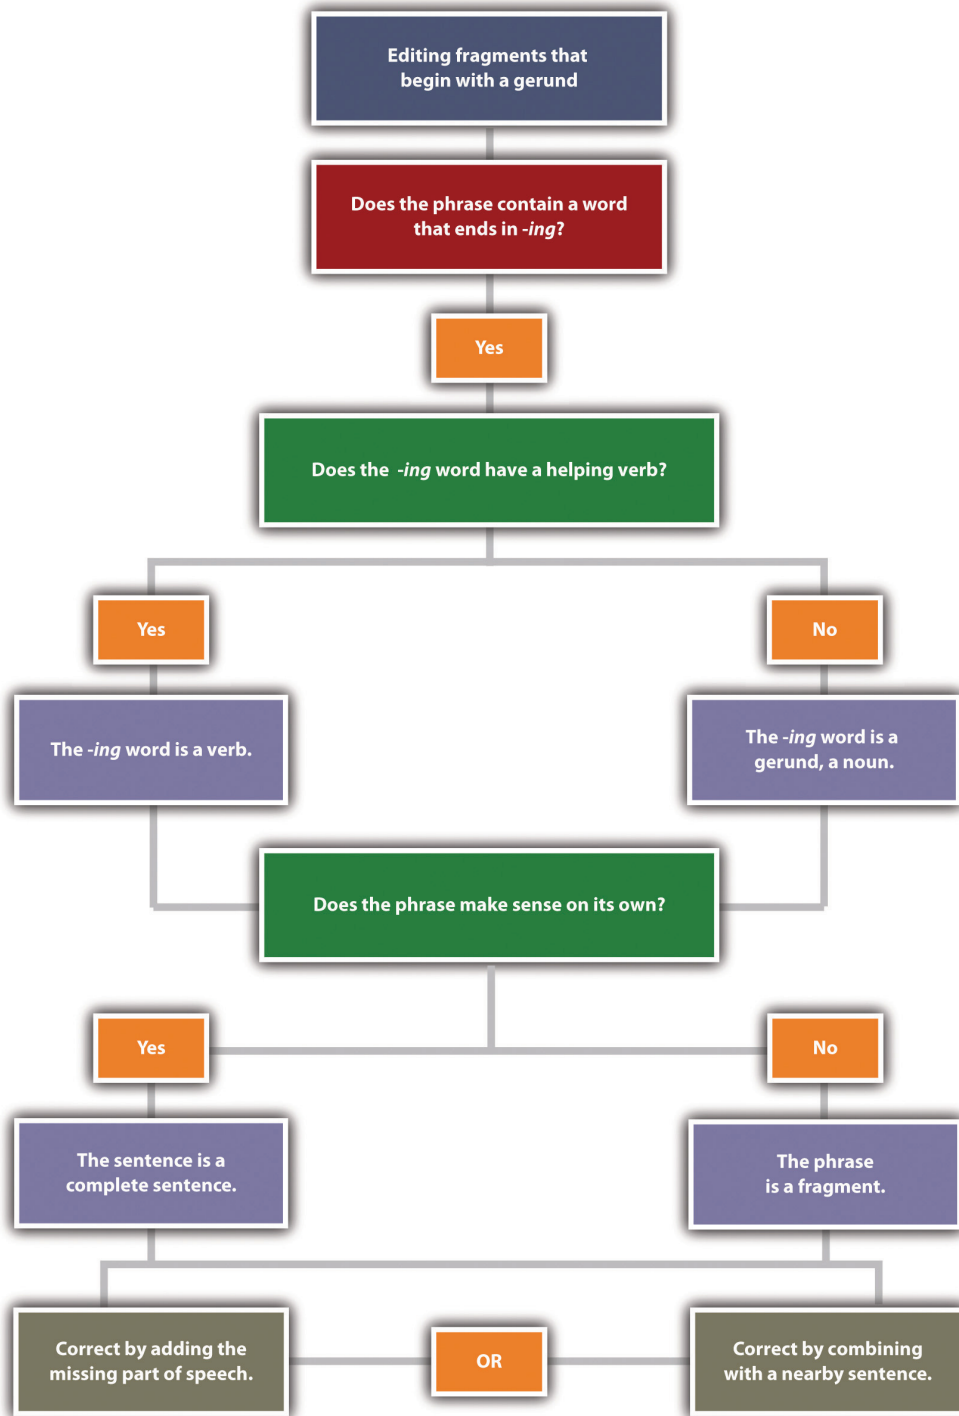 Editing fragments that
begin with a gerund
Does the phrase contain a word
that ends in -ing?
Yes
Does the -ing word have a helping verb?
Yes
No
The -ing word is a verb.
The -ing word is a
gerund, a noun.
Does the phrase make sense on its own?
Yes
No
The sentence is a
complete sentence.
The phrase
is a fragment.
Correct by adding the
missing part of speech.
OR
Correct by combining
with a nearby sentence.